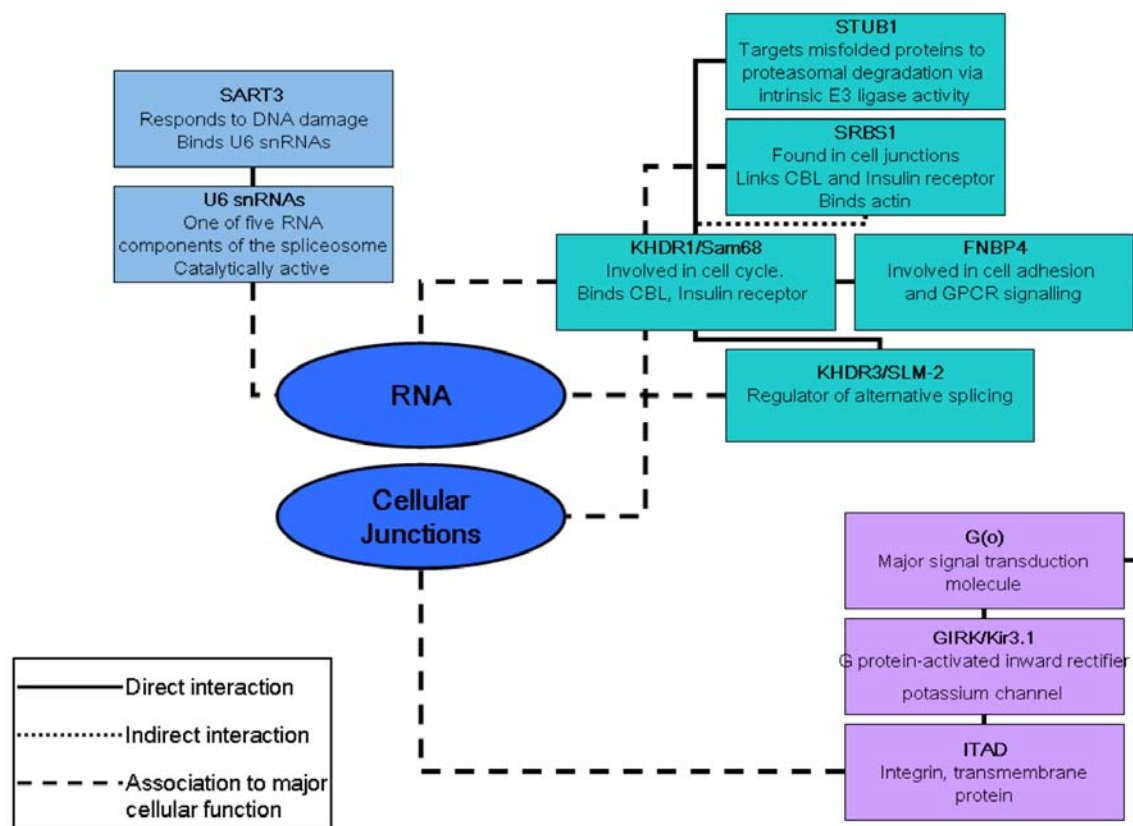 SART3
Responds to DNA damage
Binds U6 snRNAs
U6 snRNAs
One of five RNA
components of the spliceosome
Catalytically active
STUB1
Targets misfolded proteins to
proteasomal degradation via
intrinsic E3 ligase activity
SRBS1
Found in cell junctions
Links CBL and Insulin receptor
Binds actin
KHDR1/Sam68
Involved in cell cycle.
Binds CBL, Insulin receptor
FNBP4
Involved in cell adhesion
and GPCR signalling
KHDR3/SLM-2
Regulator of alternative splicing
RNA
Cellular
Junctions
G(o)
Major signal transduction
molecule
GIRK/Kir3.1
G protein-activated inward rectifier
potassium channel
ITAD
Integrin, transmembrane
protein
Direct interaction
Indirect interaction
Association to major
cellular function